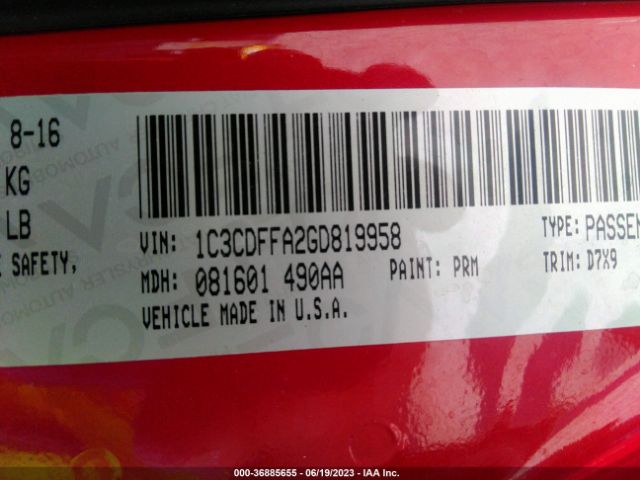 8-16
KG
LB
SAFETY,
VIN: 1C3CDFFA2GD819958
TYPE: PASSEN
MDH: 081601 490AA
PAINT: PRM
TRIM: D7X9
VEHICLE MADE IN U.S.A.
000-36885655 - 06/19/2023 - IAA Inc.